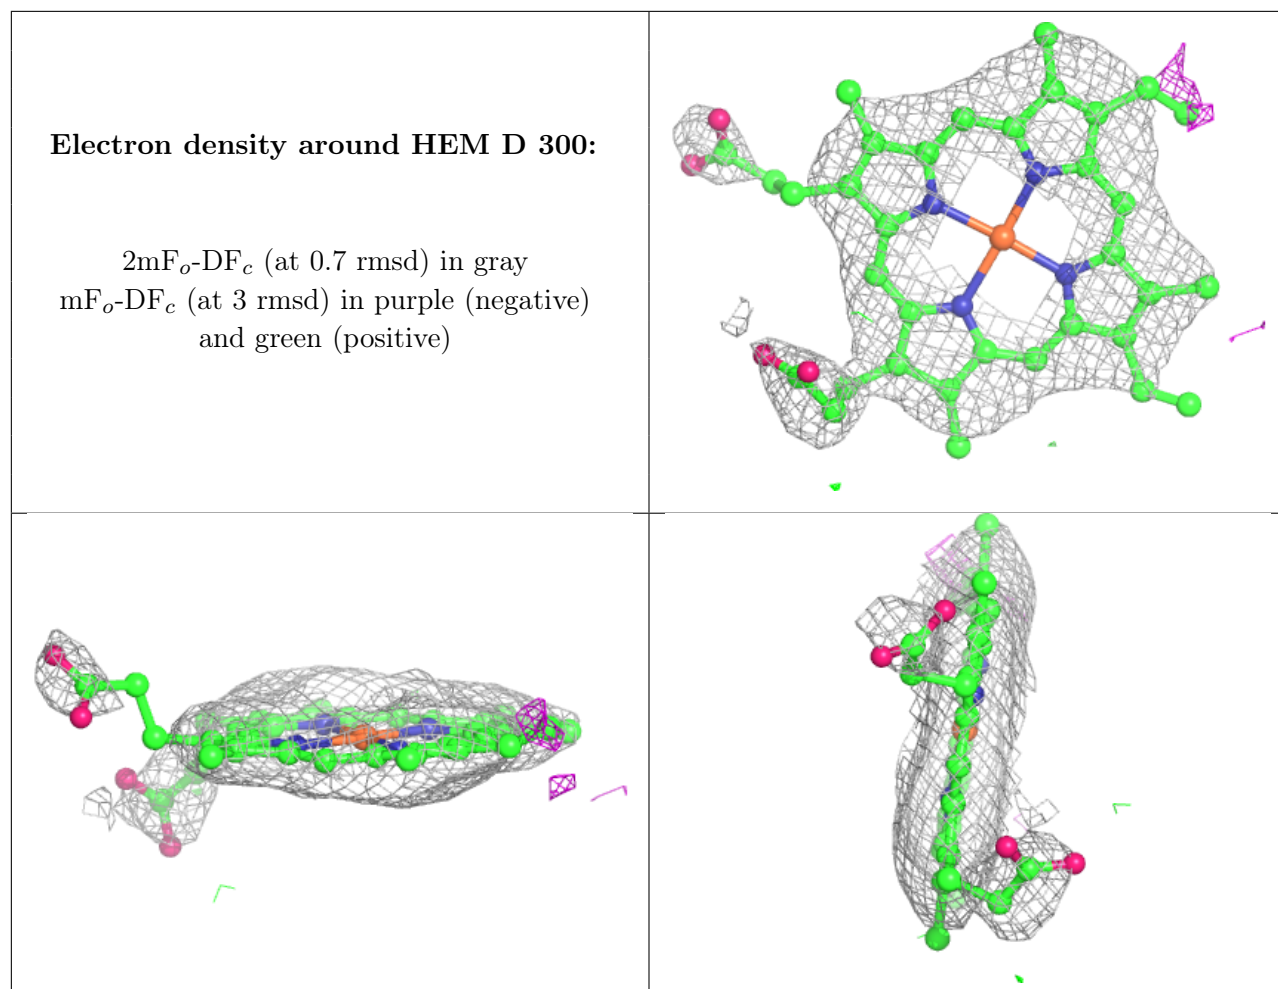 Electron density around HEM D 300:
2mFo-DFc (at 0.7 rmsd) in gray
mFo-DFc (at 3 rmsd) in purple (negative)
and green (positive)